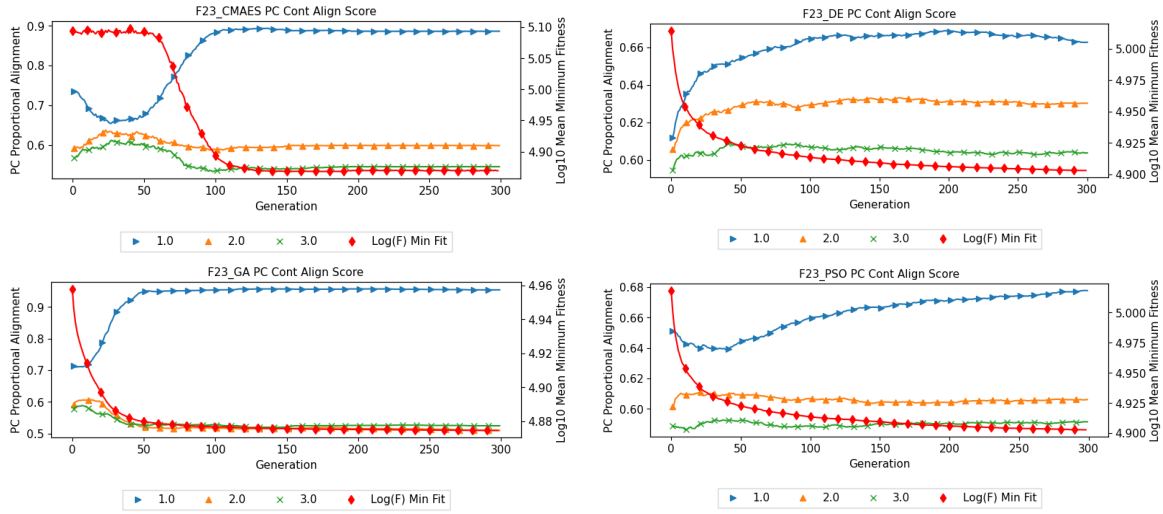 F23_CMAES PC Cont Align Score
PC Proportional Alignment
0.9
0.8
0.7
0.6
5.10
5.05
5.00
4.95
4.90
Log10 Mean Minimum Fitness
0 50 100 150 200 250 300
Generation
1.0 2.0 3.0 Log(F) Min Fit
F23_DE PC Cont Align Score
PC Proportional Alignment
0.66
0.64
0.62
0.60
5.000
4.975
4.950
4.925
4.900
Log10 Mean Minimum Fitness
0 50 100 150 200 250 300
Generation
1.0 2.0 3.0 Log(F) Min Fit
F23_GA PC Cont Align Score
PC Proportional Alignment
0.9
0.8
0.7
0.6
0.5
4.96
4.94
4.92
4.90
4.88
Log10 Mean Minimum Fitness
0 50 100 150 200 250 300
Generation
1.0 2.0 3.0 Log(F) Min Fit
F23_PSO PC Cont Align Score
PC Proportional Alignment
0.68
0.66
0.64
0.62
0.60
5.000
4.975
4.950
4.925
4.900
Log10 Mean Minimum Fitness
0 50 100 150 200 250 300
Generation
1.0 2.0 3.0 Log(F) Min Fit